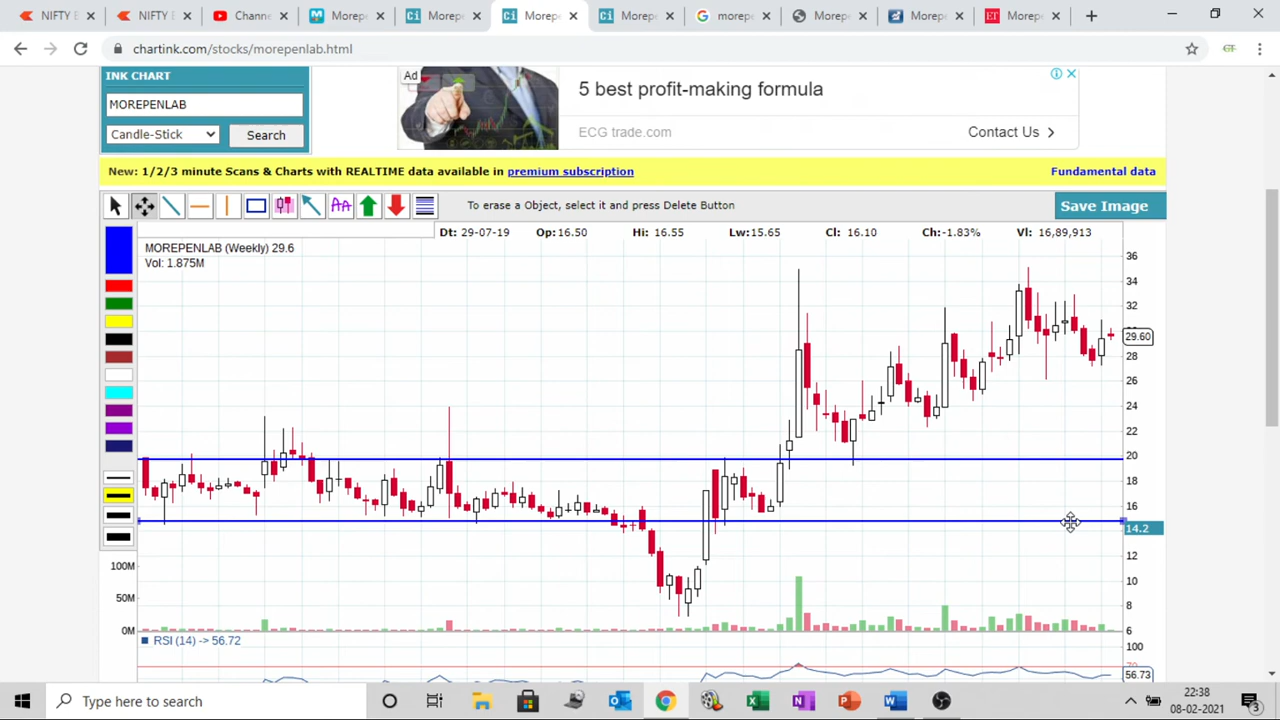 NIFTY E
NIFTY B
Channe
Morep
Morep
Morep
Morep
morep
Morep
Morep
Morep
chartink.com/stocks/morepenlab.html
GT
INK CHART
MOREPENLAB
Candle-Stick
Search
Ad
5 best profit-making formula
ECG trade.com
Contact Us
New: 1/2/3 minute Scans & Charts with REALTIME data available in premium subscription
Fundamental data
To erase a Object, select it and press Delete Button
Save Image
Dt: 29-07-19 Op:16.50 Hi: 16.55 Lw:15.65 Cl: 16.10 Ch:-1.83% Vl: 16,89,913
MOREPENLAB (Weekly) 29.6
Vol: 1.875M
36
34
32
29.60
28
26
24
22
20
18
16
14.2
12
10
8
6
100M
50M
0M
RSI (14) -> 56.72
100
70
56.73
Type here to search
22:38
08-02-2021
3